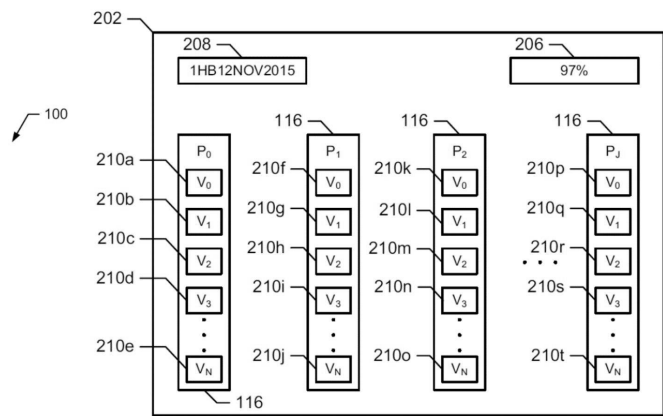 202
208
206
1HB12NOV2015
97%
100
116 116 116
P0 P1 P2 PJ
210a V0 210f V0 210k V0 210p V0
210b V1 210g V1 210l V1 210q V1
210c V2 210h V2 210m V2 ... 210r V2
210d V3 210i V3 210n V3 210s V3
210e VN 210j VN 210o VN 210t VN
116